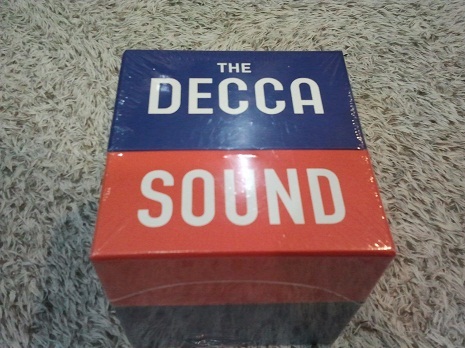 THE
DECCA
SOUND